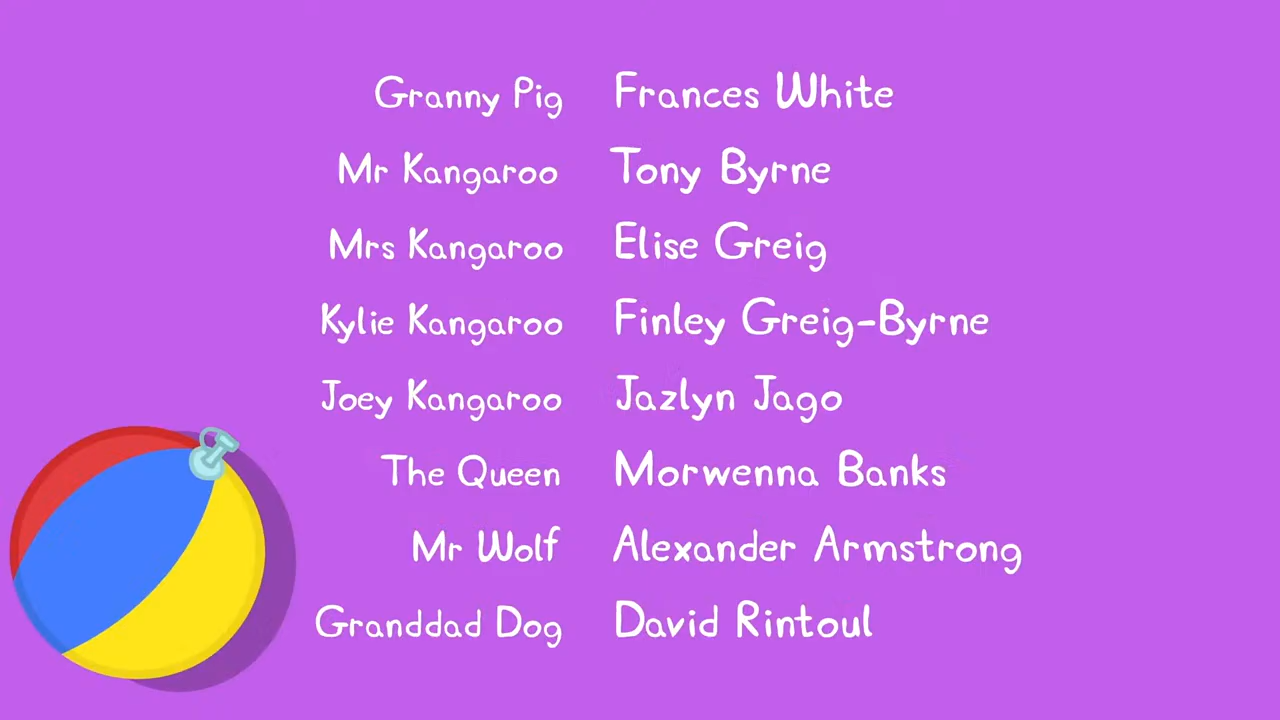 Granny Pig Frances White
Mr Kangaroo Tony Byrne
Mrs Kangaroo Elise Greig
Kylie Kangaroo Finley Greig-Byrne
Joey Kangaroo Jazlyn Jago
The Queen Morwenna Banks
Mr Wolf Alexander Armstrong
Granddad Dog David Rintoul